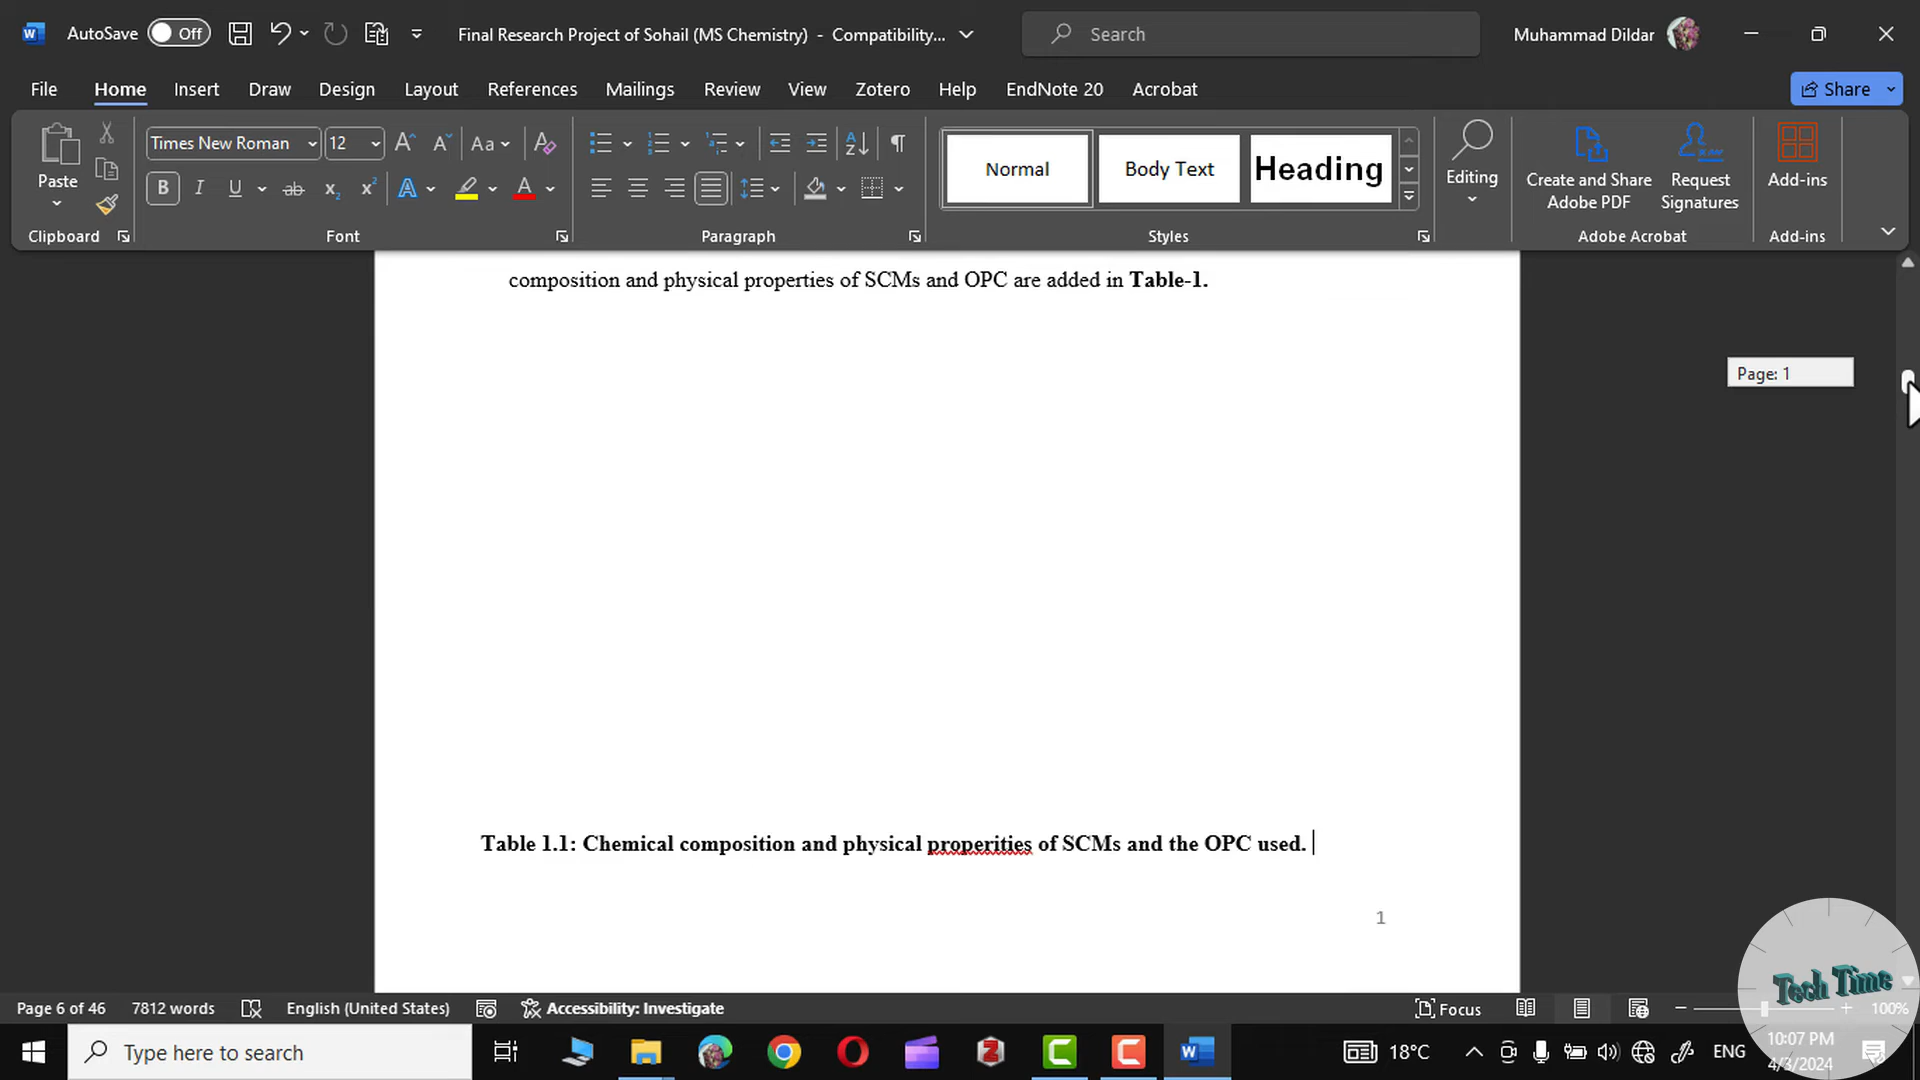 AutoSave Off Final Research Project of Sohail (MS Chemistry) - Compatibility... Search Muhammad Dildar
File Home Insert Draw Design Layout References Mailings Review View Zotero Help EndNote 20 Acrobat Share
Paste Times New Roman 12 Aa Normal Body Text Heading Editing Create and Share Adobe PDF Request Signatures Add-ins
Clipboard Font Paragraph Styles Adobe Acrobat Add-ins
composition and physical properties of SCMs and OPC are added in Table-1.
Page: 1
Table 1.1: Chemical composition and physical properities of SCMs and the OPC used.
1
Tech Time
Page 6 of 46 7812 words English (United States) Accessibility: Investigate Focus 100%
Type here to search 18°C ENG 10:07 PM
4/3/2024